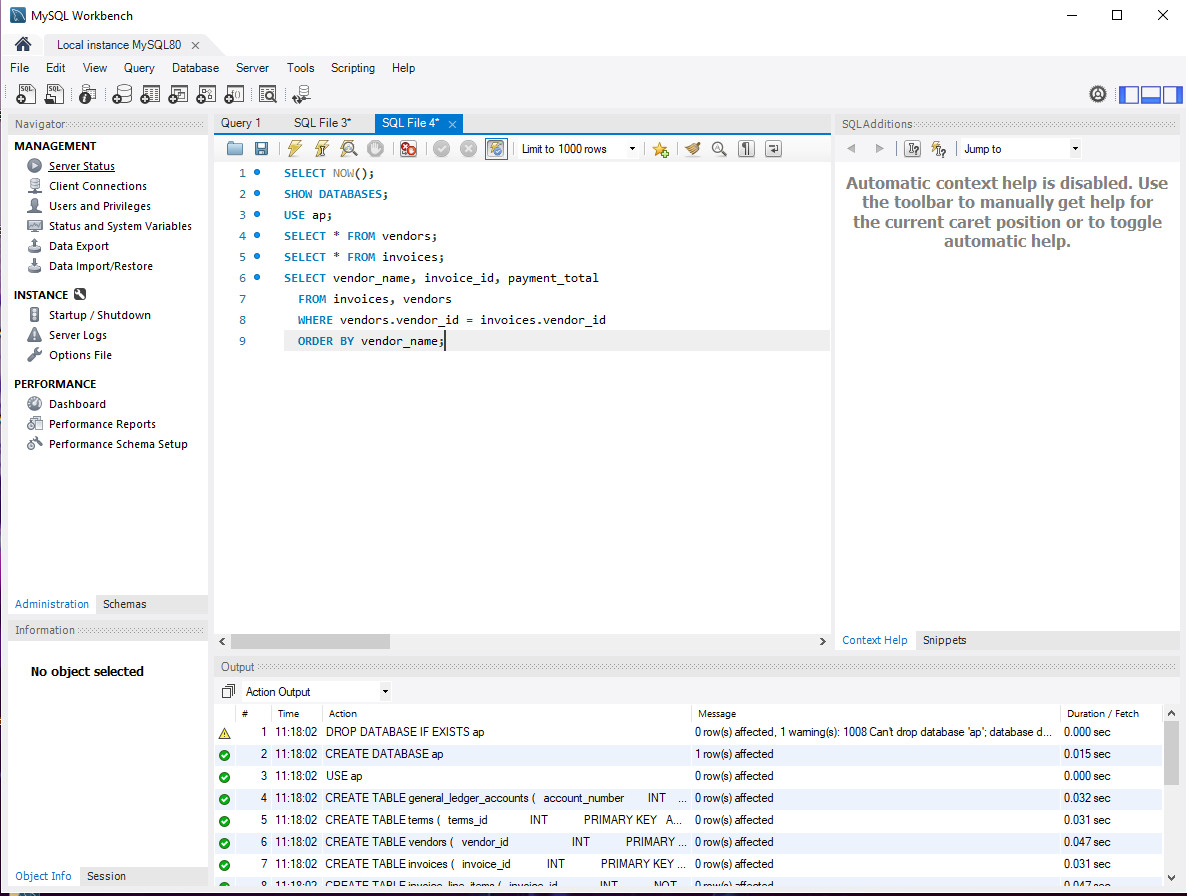 MySQL Workbench
Local instance MySQL80
File Edit View Query Database Server Tools Scripting Help
Navigator
MANAGEMENT
Server Status
Client Connections
Users and Privileges
Status and System Variables
Data Export
Data Import/Restore
INSTANCE
Startup / Shutdown
Server Logs
Options File
PERFORMANCE
Dashboard
Performance Reports
Performance Schema Setup
Administration Schemas
Information
No object selected
Object Info Session
Query 1 SQL File 3* SQL File 4*
Limit to 1000 rows
1 SELECT NOW();
2 SHOW DATABASES;
3 USE ap;
4 SELECT * FROM vendors;
5 SELECT * FROM invoices;
6 SELECT vendor_name, invoice_id, payment_total
7 FROM invoices, vendors
8 WHERE vendors.vendor_id = invoices.vendor_id
9 ORDER BY vendor_name;
SQLAdditions
Jump to
Automatic context help is disabled. Use
the toolbar to manually get help for
the current caret position or to toggle
automatic help.
Context Help Snippets
Output
Action Output
# Time Action Message Duration / Fetch
1 11:18:02 DROP DATABASE IF EXISTS ap 0 row(s) affected, 1 warning(s): 1008 Can't drop database 'ap'; database d... 0.000 sec
2 11:18:02 CREATE DATABASE ap 1 row(s) affected 0.015 sec
3 11:18:02 USE ap 0 row(s) affected 0.000 sec
4 11:18:02 CREATE TABLE general_ledger_accounts ( account_number INT ... 0 row(s) affected 0.032 sec
5 11:18:02 CREATE TABLE terms ( terms_id INT PRIMARY KEY A... 0 row(s) affected 0.031 sec
6 11:18:02 CREATE TABLE vendors ( vendor_id INT PRIMARY ... 0 row(s) affected 0.047 sec
7 11:18:02 CREATE TABLE invoices ( invoice_id INT PRIMARY KEY ... 0 row(s) affected 0.031 sec
8 11:18:02 CREATE TABLE invoice_line_items ( invoice_id INT NOT ... 0 row(s) affected 0.047 sec